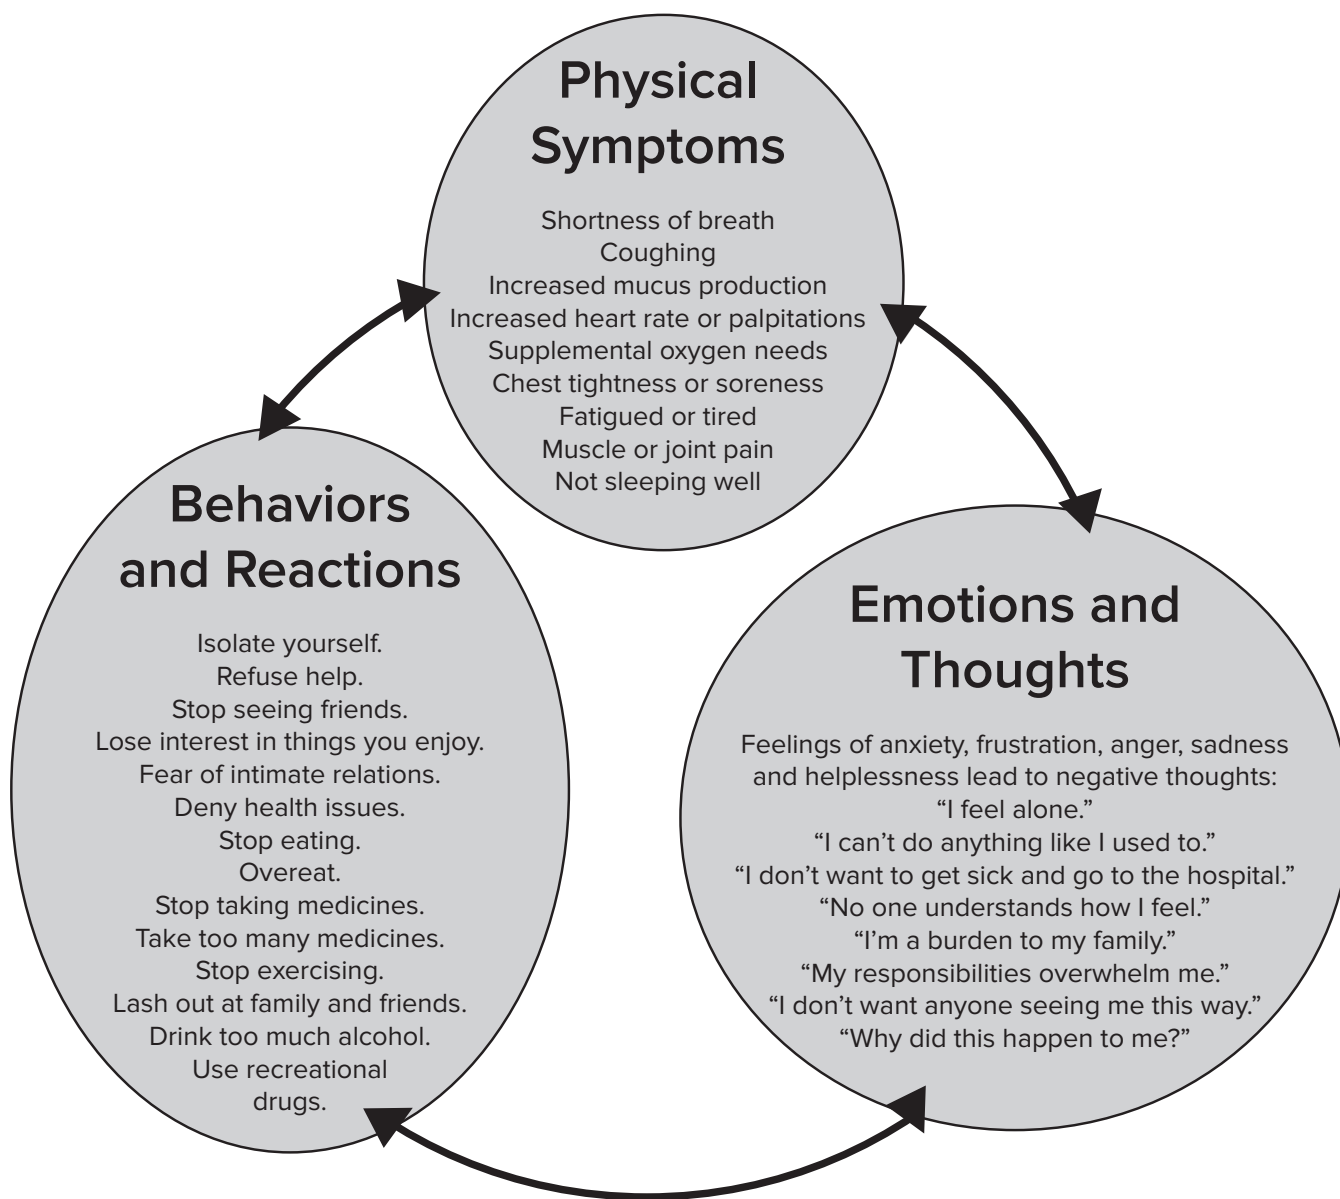 Physical
Symptoms
Shortness of breath
Coughing
Increased mucus production
Increased heart rate or palpitations
Supplemental oxygen needs
Chest tightness or soreness
Fatigued or tired
Muscle or joint pain
Not sleeping well
Behaviors
and Reactions
Isolate yourself.
Refuse help.
Stop seeing friends.
Lose interest in things you enjoy.
Fear of intimate relations.
Deny health issues.
Stop eating.
Overeat.
Stop taking medicines.
Take too many medicines.
Stop exercising.
Lash out at family and friends.
Drink too much alcohol.
Use recreational
drugs.
Emotions and
Thoughts
Feelings of anxiety, frustration, anger, sadness
and helplessness lead to negative thoughts:
“I feel alone.”
“I can’t do anything like I used to.”
“I don’t want to get sick and go to the hospital.”
“No one understands how I feel.”
“I’m a burden to my family.”
“My responsibilities overwhelm me.”
“I don’t want anyone seeing me this way.”
“Why did this happen to me?”